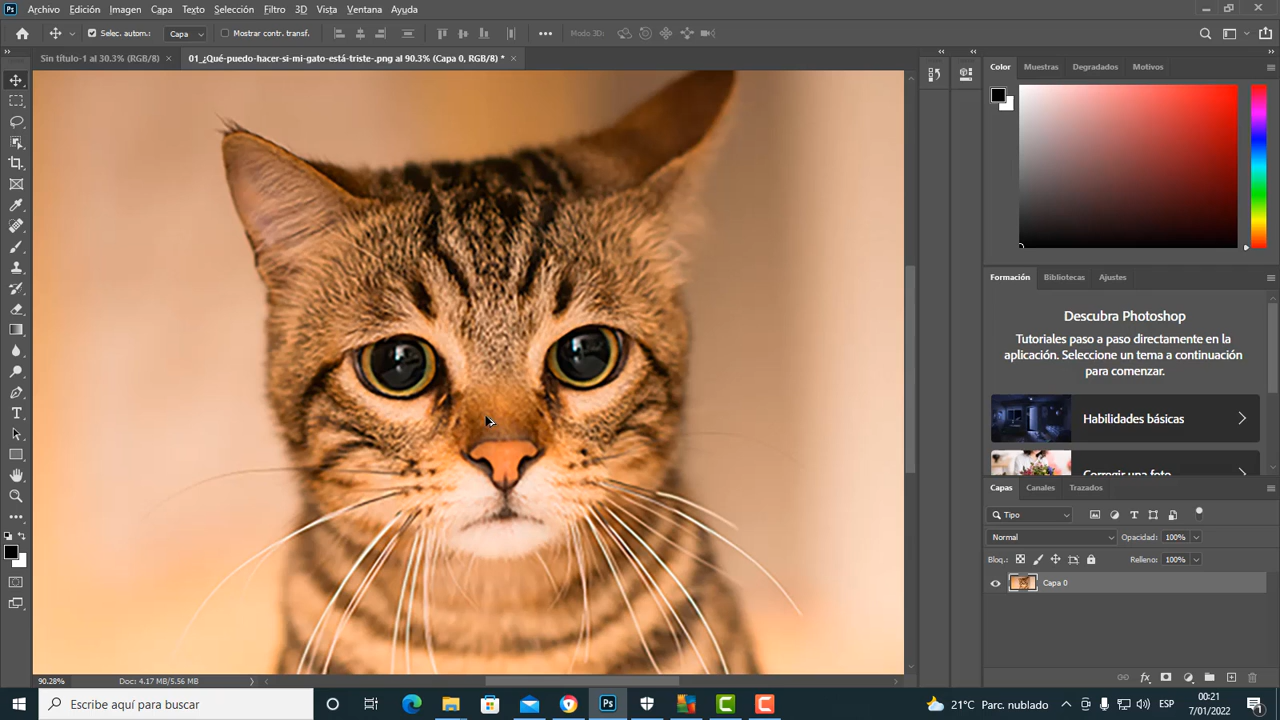 Ps Archivo Edición Imagen Capa Texto Selección Filtro 3D Vista Ventana Ayuda
Selec. autom.: Capa Mostrar contr. transf. Modo 3D:
Sin título-1 al 30.3% (RGB/8) 01_¿Qué-puedo-hacer-si-mi-gato-está-triste-.png al 90.3% (Capa 0, RGB/8) *
Color Muestras Degradados Motivos
Formación Bibliotecas Ajustes
Descubra Photoshop
Tutoriales paso a paso directamente en la
aplicación. Seleccione un tema a continuación
para comenzar.
Habilidades básicas
Corregir una foto
Capas Canales Trazados
Tipo
Normal Opacidad: 100%
Bloq.: Relleno: 100%
Capa 0
90.28% Doc: 4.17 MB/5.56 MB
Escribe aquí para buscar
Ps
21°C Parc. nublado
ESP
00:21
7/01/2022